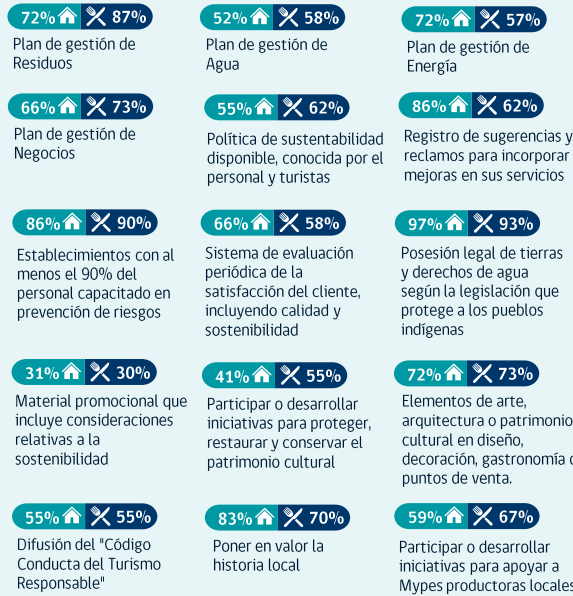 72% 87%
Plan de gestión de
Residuos
52% 58%
Plan de gestión de
Agua
72% 57%
Plan de gestión de
Energía
66% 73%
Plan de gestión de
Negocios
55% 62%
Política de sustentabilidad
disponible, conocida por el
personal y turistas
86% 62%
Registro de sugerencias y
reclamos para incorporar
mejoras en sus servicios
86% 90%
Establecimientos con al
menos el 90% del
personal capacitado en
prevención de riesgos
66% 58%
Sistema de evaluación
periódica de la
satisfacción del cliente,
incluyendo calidad y
sostenibilidad
97% 93%
Posesión legal de tierras
y derechos de agua
según la legislación que
protege a los pueblos
indígenas
31% 30%
Material promocional que
incluye consideraciones
relativas a la
sostenibilidad
41% 55%
Participar o desarrollar
iniciativas para proteger,
restaurar y conservar el
patrimonio cultural
72% 73%
Elementos de arte,
arquitectura o patrimonio
cultural en diseño,
decoración, gastronomía o
puntos de venta.
55% 55%
Difusión del "Código
Conducta del Turismo
Responsable"
83% 70%
Poner en valor la
historia local
59% 67%
Participar o desarrollar
iniciativas para apoyar a
Mypes productoras locales